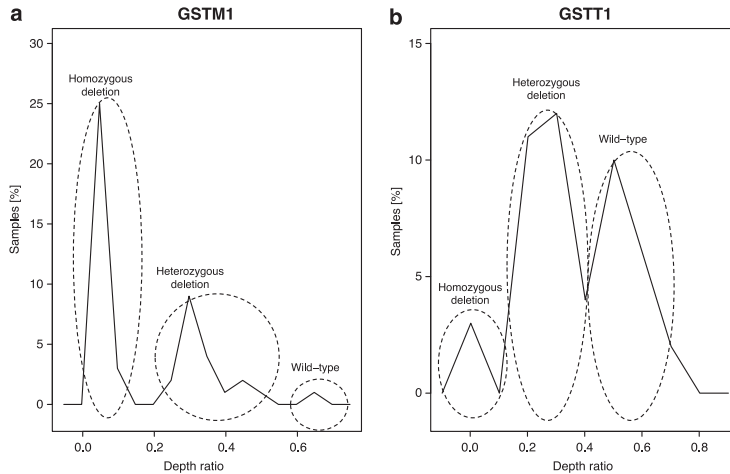 a
GSTM1
30
25
20
15
10
5
0
Samples [%]
Homozygous
deletion
Heterozygous
deletion
Wild–type
0.0
0.2
0.4
0.6
Depth ratio
b
GSTT1
15
10
5
0
Samples [%]
Heterozygous
deletion
Wild–type
Homozygous
deletion
0.0
0.2
0.4
0.6
0.8
Depth ratio